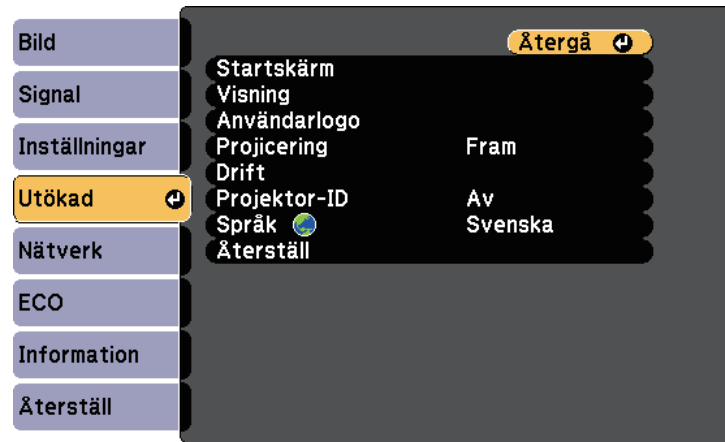 Bild
Signal
Inställningar
Utökad
Nätverk
ECO
Information
Återställ
Återgå
Startskärm
Visning
Användarlogo
Projicering Fram
Drift
Projektor-ID Av
Språk Svenska
Återställ